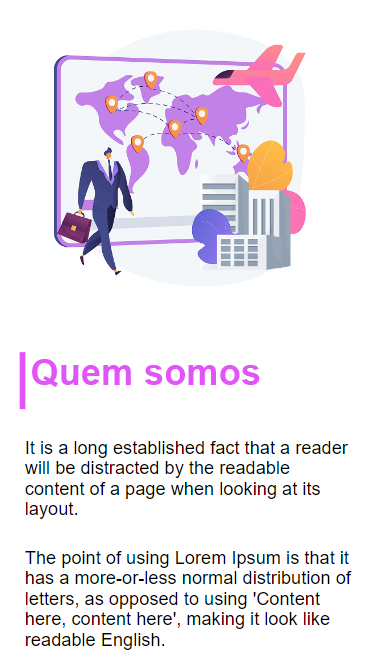 Quem somos
It is a long established fact that a reader
will be distracted by the readable
content of a page when looking at its
layout.
The point of using Lorem Ipsum is that it
has a more-or-less normal distribution of
letters, as opposed to using 'Content
here, content here', making it look like
readable English.